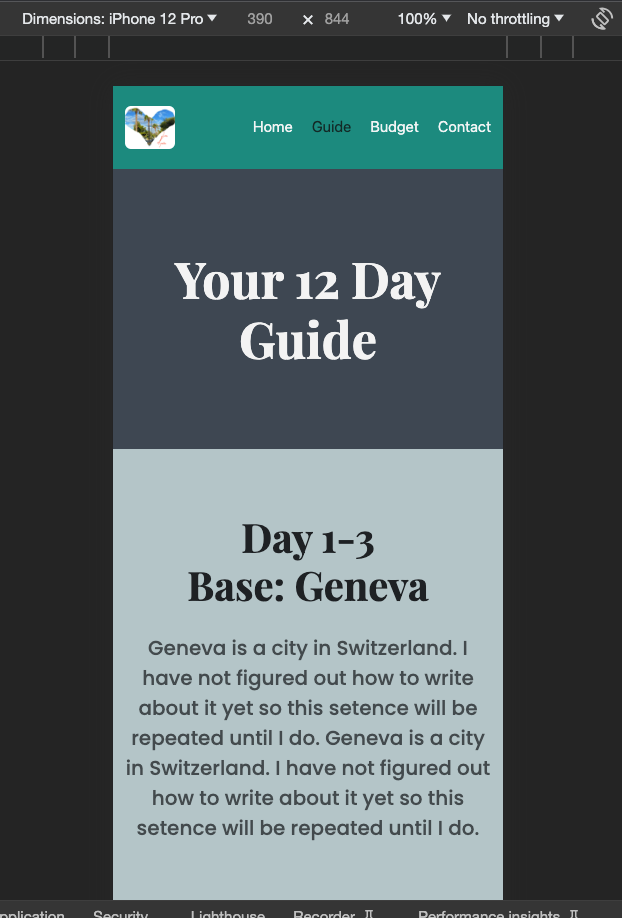 Dimensions: iPhone 12 Pro 390 × 844 100% No throttling
Home Guide Budget Contact
Your 12 Day
Guide
Day 1-3
Base: Geneva
Geneva is a city in Switzerland. I
have not figured out how to write
about it yet so this setence will be
repeated until I do. Geneva is a city
in Switzerland. I have not figured out
how to write about it yet so this
setence will be repeated until I do.
pplication Security Lighthouse Recorder Performance insights